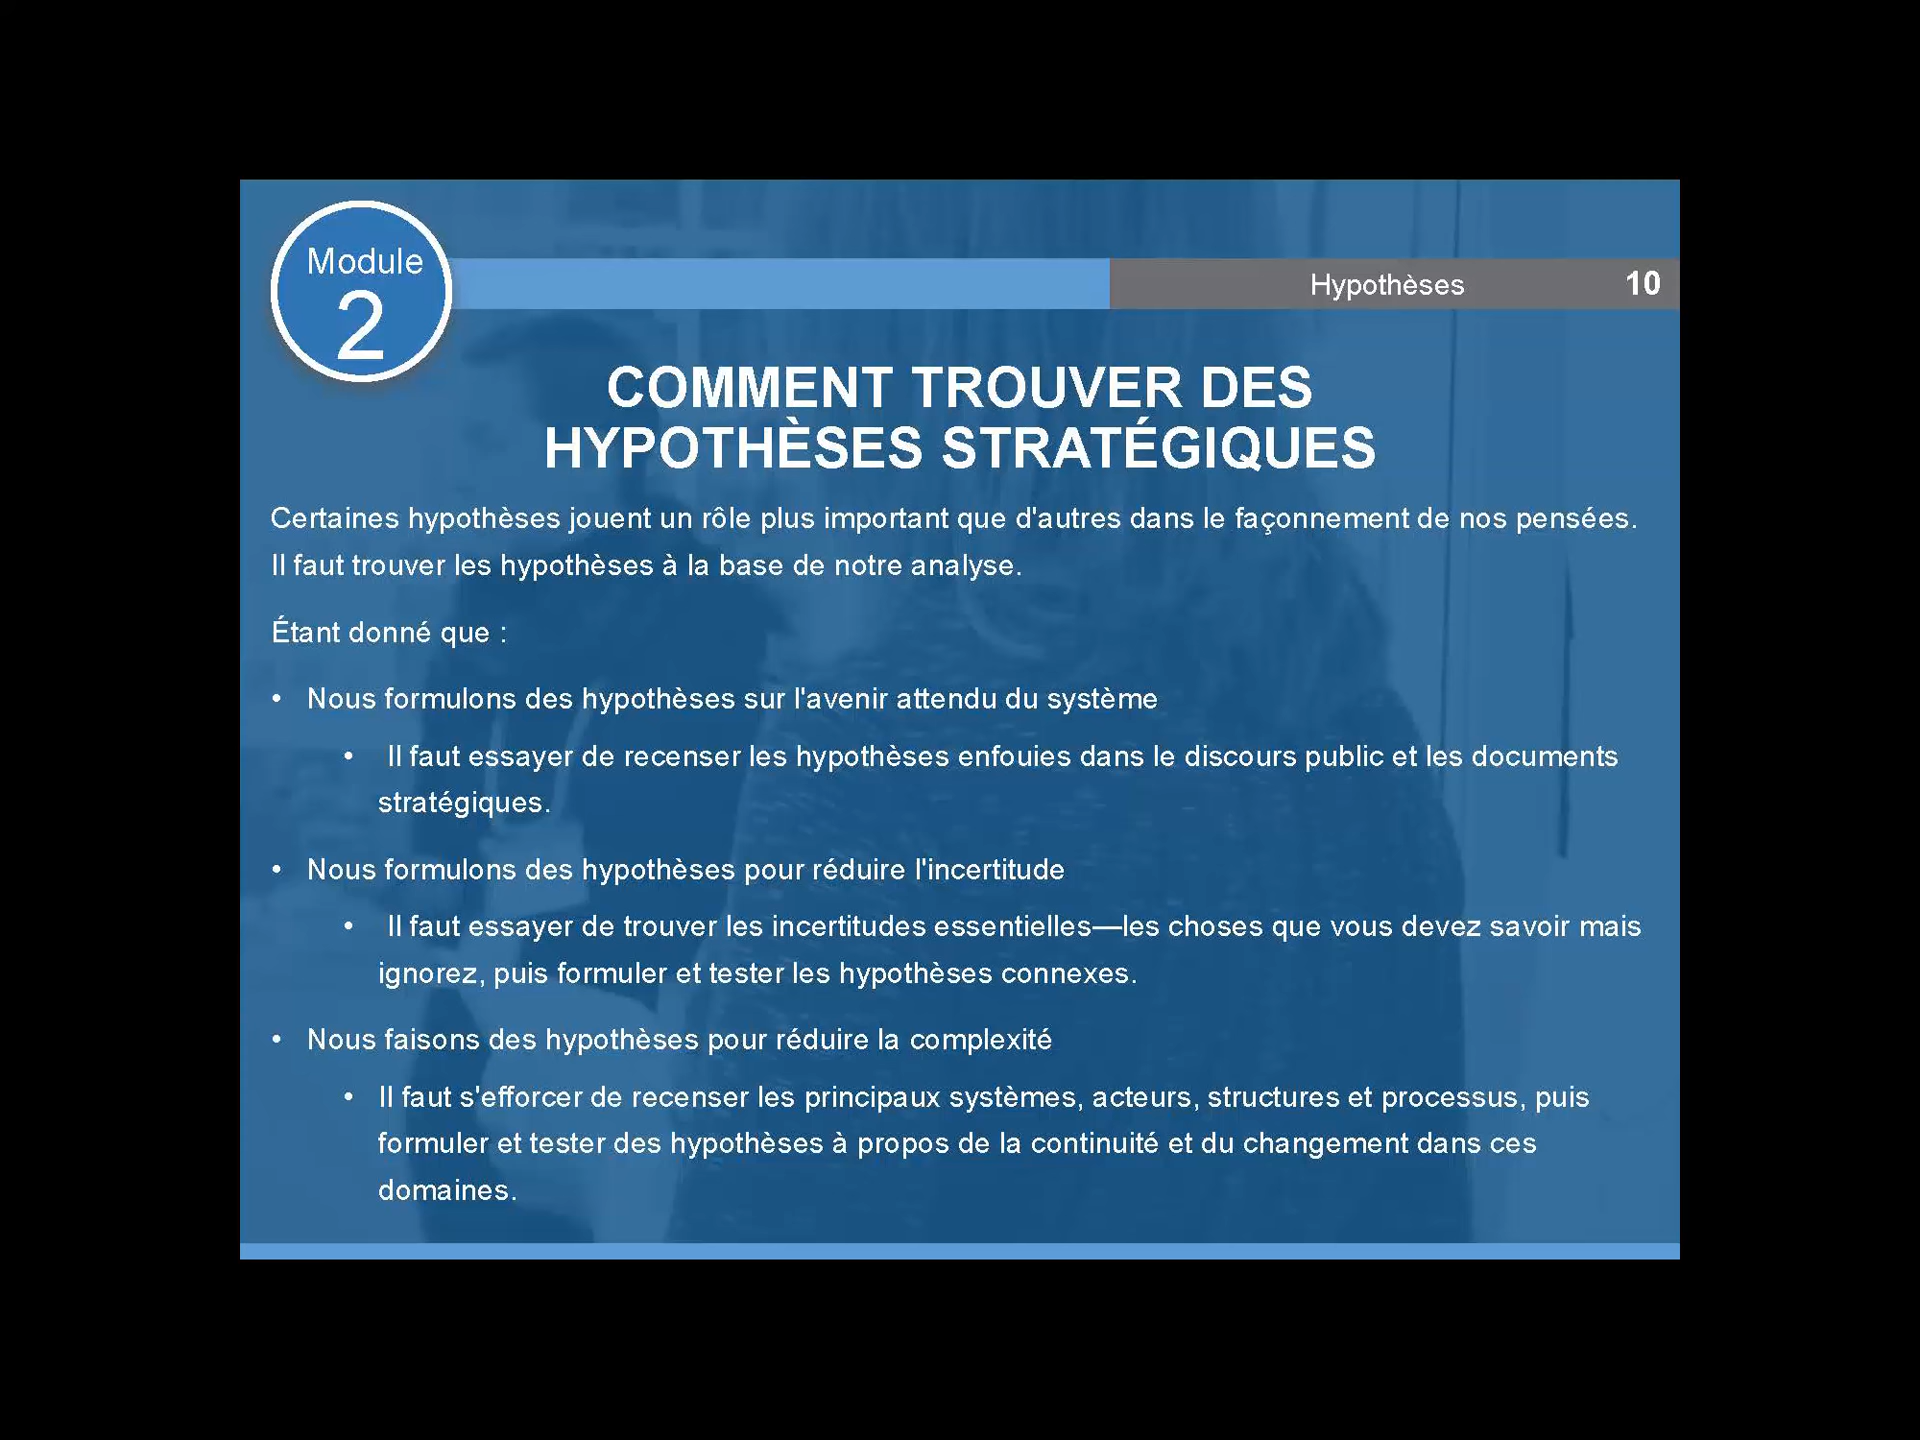 Module
2
Hypothèses 10
COMMENT TROUVER DES
HYPOTHÈSES STRATÉGIQUES
Certaines hypothèses jouent un rôle plus important que d'autres dans le façonnement de nos pensées.
Il faut trouver les hypothèses à la base de notre analyse.
Étant donné que :
• Nous formulons des hypothèses sur l'avenir attendu du système
• Il faut essayer de recenser les hypothèses enfouies dans le discours public et les documents
stratégiques.
• Nous formulons des hypothèses pour réduire l'incertitude
• Il faut essayer de trouver les incertitudes essentielles—les choses que vous devez savoir mais
ignorez, puis formuler et tester les hypothèses connexes.
• Nous faisons des hypothèses pour réduire la complexité
• Il faut s'efforcer de recenser les principaux systèmes, acteurs, structures et processus, puis
formuler et tester des hypothèses à propos de la continuité et du changement dans ces
domaines.